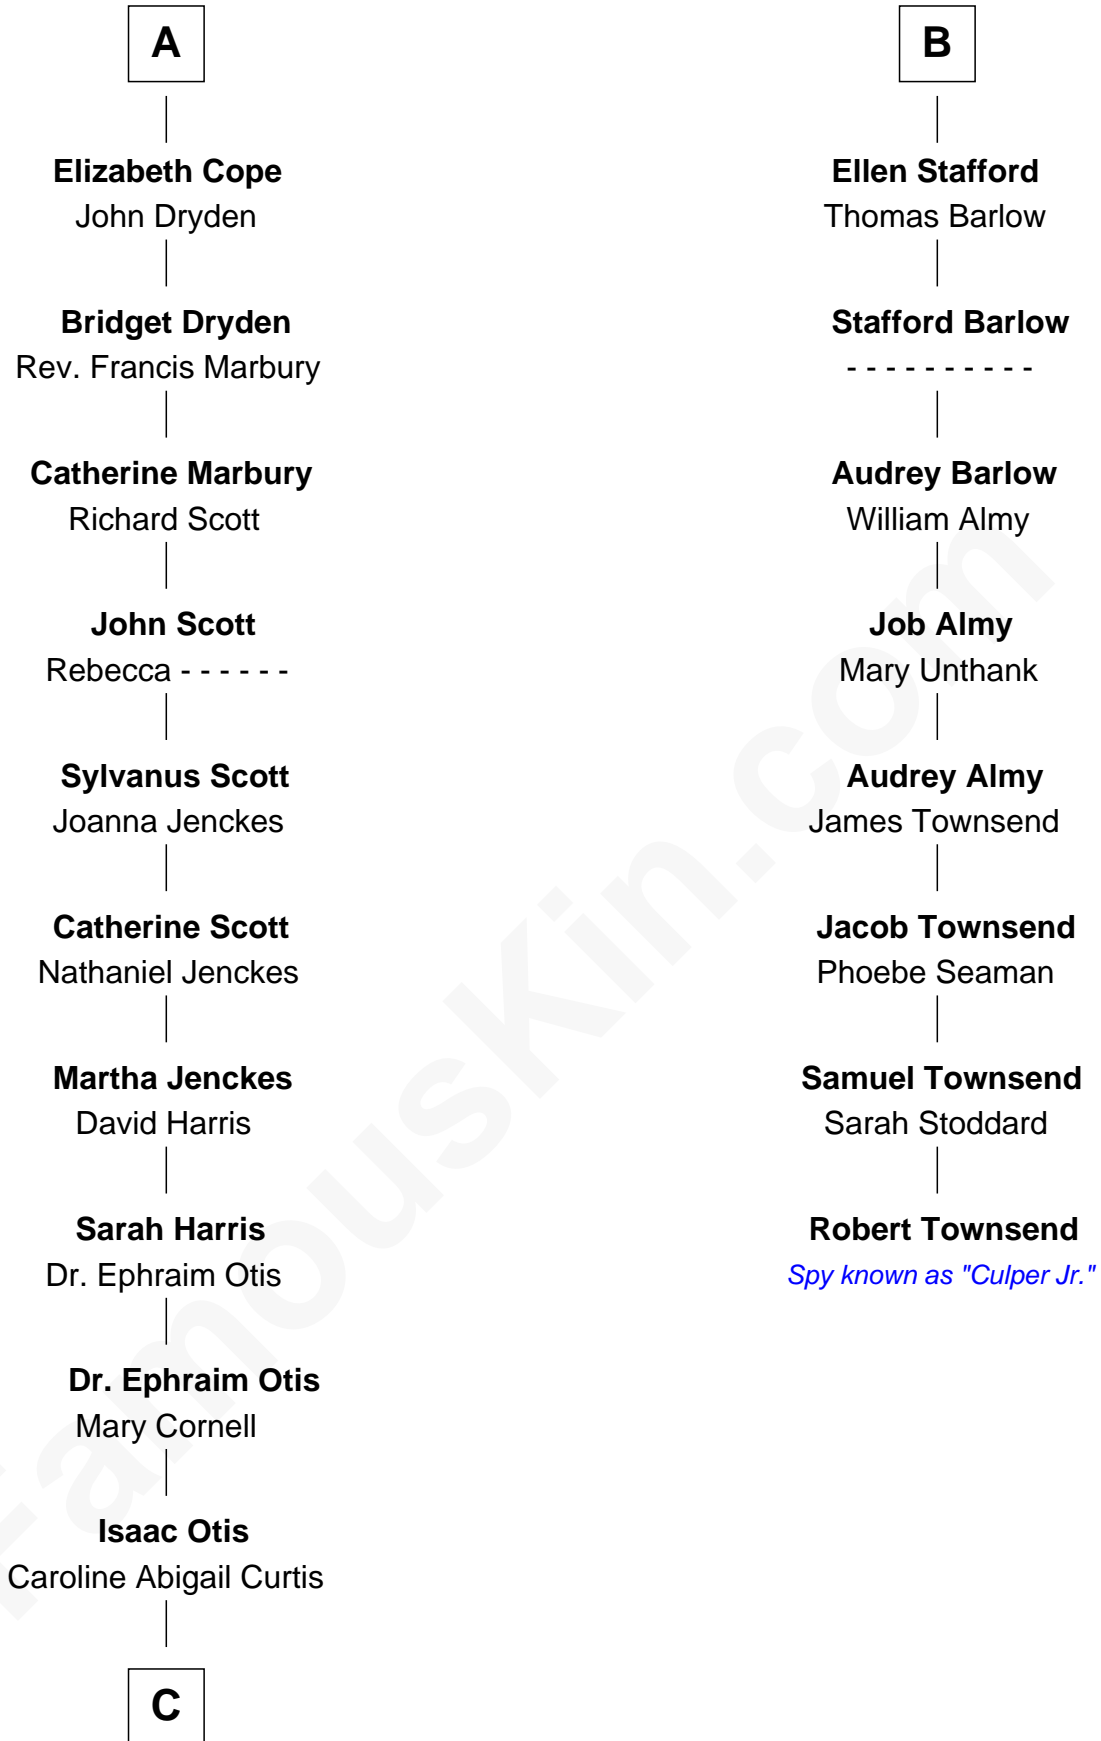 A
Elizabeth Cope
John Dryden
Bridget Dryden
Rev. Francis Marbury
Catherine Marbury
Richard Scott
John Scott
Rebecca - - - - - -
Sylvanus Scott
Joanna Jenckes
Catherine Scott
Nathaniel Jenckes
Martha Jenckes
David Harris
Sarah Harris
Dr. Ephraim Otis
Dr. Ephraim Otis
Mary Cornell
Isaac Otis
Caroline Abigail Curtis
C
B
Ellen Stafford
Thomas Barlow
Stafford Barlow
- - - - - - - - - -
Audrey Barlow
William Almy
Job Almy
Mary Unthank
Audrey Almy
James Townsend
Jacob Townsend
Phoebe Seaman
Samuel Townsend
Sarah Stoddard
Robert Townsend
Spy known as "Culper Jr."
FamousKin.com